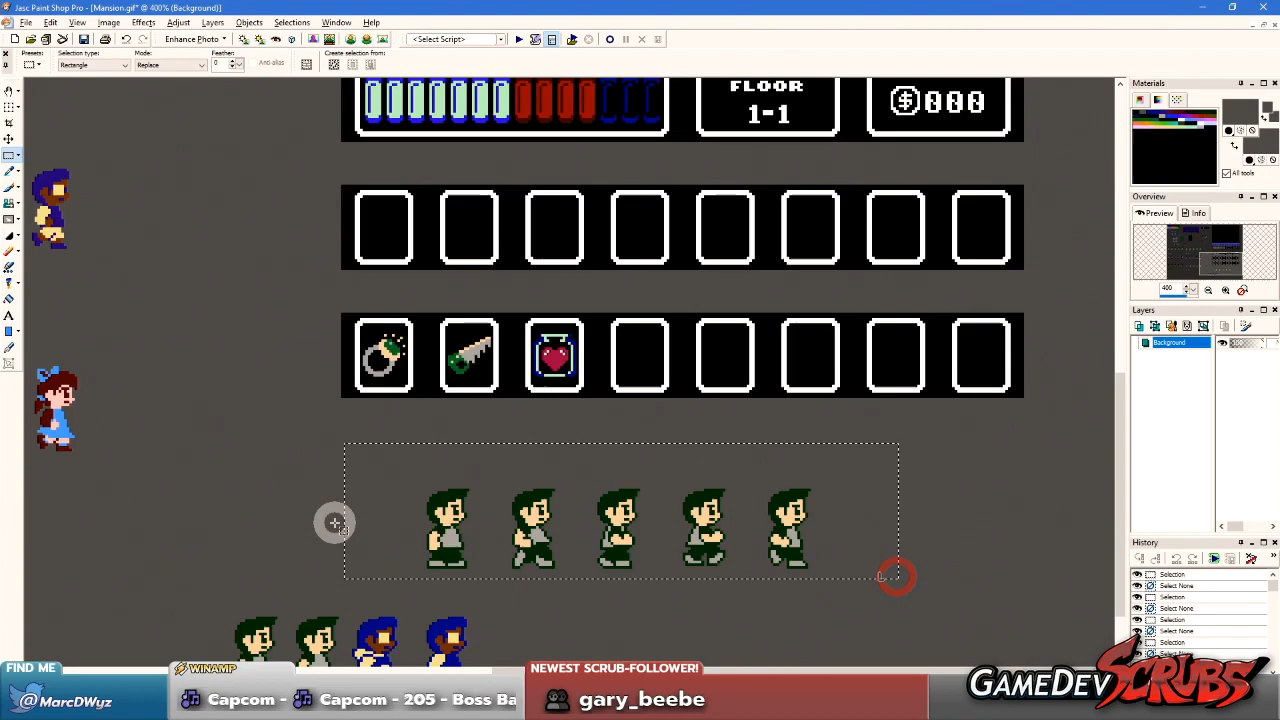 Jasc Paint Shop Pro - [Mansion.gif* @ 400% (Background)]
File Edit View Image Effects Adjust Layers Objects Selections Window Help
Enhance Photo <Select Script>
Presets: Selection type: Mode: Feather: Create selection from:
Rectangle Replace 0 Anti-alias
Materials
All tools
FLOOR
1-1
$000
Overview
Preview Info
400
Layers
Background
History
Selection
Select None
Selection
Select None
Selection
Select None
Selection
FIND ME
@MarcDWyz
WINAMP
Capcom - Capcom - 205 - Boss Ba
NEWEST SCRUB-FOLLOWER!
gary_beebe
GAMEDEV SCRUBS